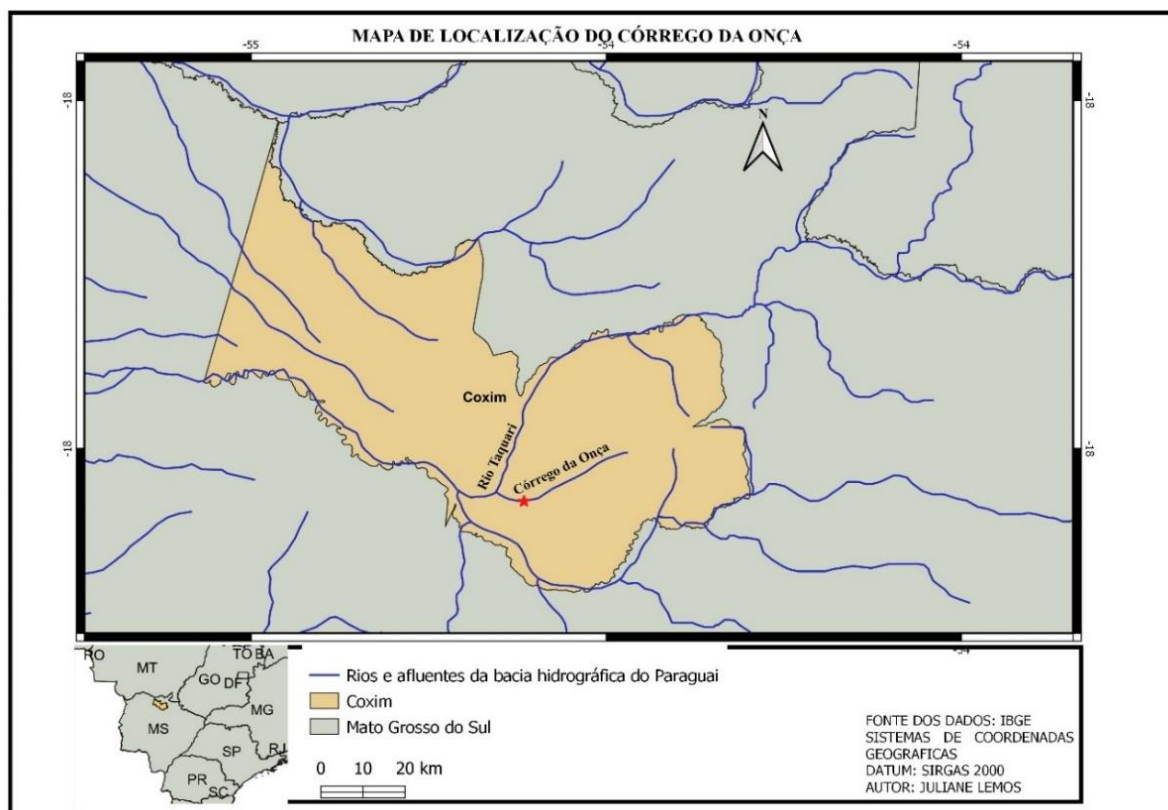 MAPA DE LOCALIZAÇÃO DO CÓRREGO DA ONÇA
-55
-54
-54
-18
-18
N
Coxim
Rio Taquari
Córrego da Onça
-18
-18
-54
RO
MT
TO
BA
GO
DF
MG
MS
SP
RJ
PR
SC
Rios e afluentes da bacia hidrográfica do Paraguai
Coxim
Mato Grosso do Sul
0 10 20 km
FONTE DOS DADOS: IBGE
SISTEMAS DE COORDENADAS
GEOGRAFICAS
DATUM: SIRGAS 2000
AUTOR: JULIANE LEMOS